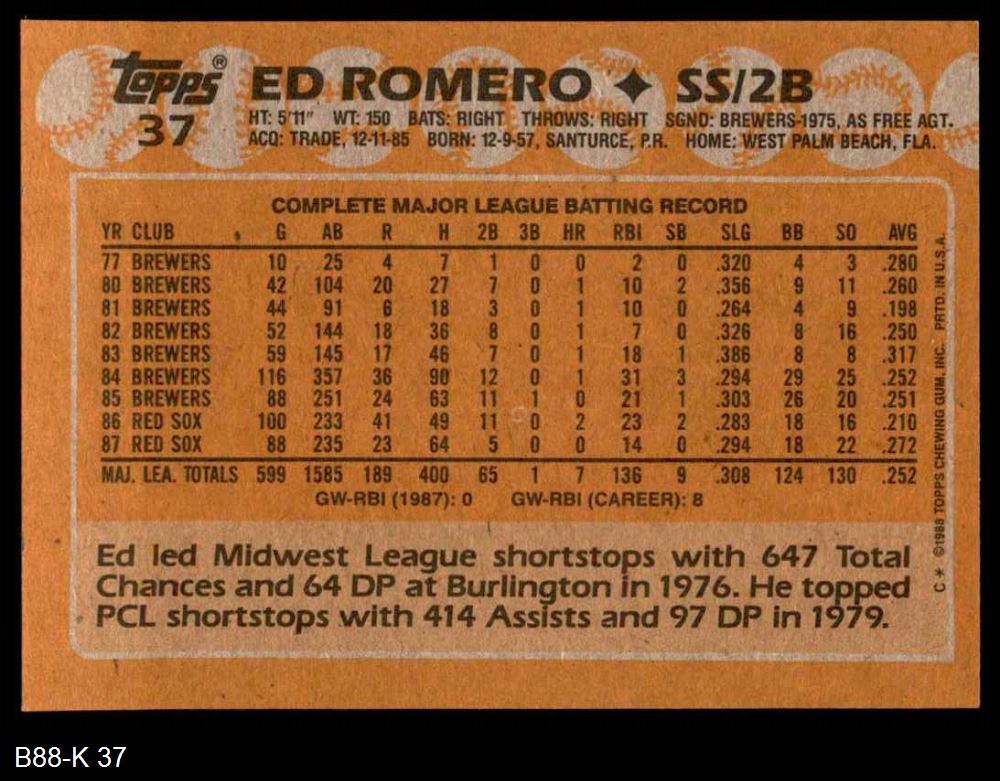 Topps® ED ROMERO ✦ SS/2B
37 HT: 5'11" WT: 150 BATS: RIGHT THROWS: RIGHT SGND: BREWERS-1975, AS FREE AGT.
ACQ: TRADE, 12-11-85 BORN: 12-9-57, SANTURCE, P.R. HOME: WEST PALM BEACH, FLA.
COMPLETE MAJOR LEAGUE BATTING RECORD
YR CLUB G AB R H 2B 3B HR RBI SB SLG BB SO AVG
77 BREWERS 10 25 4 7 1 0 0 2 0 .320 4 3 .280
80 BREWERS 42 104 20 27 7 0 1 10 2 .356 9 11 .260
81 BREWERS 44 91 6 18 3 0 1 10 0 .264 4 9 .198
82 BREWERS 52 144 18 36 8 0 1 7 0 .326 8 16 .250
83 BREWERS 59 145 17 46 7 0 1 18 1 .386 8 8 .317
84 BREWERS 116 357 36 90 12 0 1 31 3 .294 29 25 .252
85 BREWERS 88 251 24 63 11 1 0 21 1 .303 26 20 .251
86 RED SOX 100 233 41 49 11 0 2 23 2 .283 18 16 .210
87 RED SOX 88 235 23 64 5 0 0 14 0 .294 18 22 .272
MAJ. LEA. TOTALS 599 1585 189 400 65 1 7 136 9 .308 124 130 .252
GW-RBI (1987): 0 GW-RBI (CAREER): 8
Ed led Midwest League shortstops with 647 Total
Chances and 64 DP at Burlington in 1976. He topped
PCL shortstops with 414 Assists and 97 DP in 1979.
C * ©1988 TOPPS CHEWING GUM, INC. PRTD. IN U.S.A.
B88-K 37